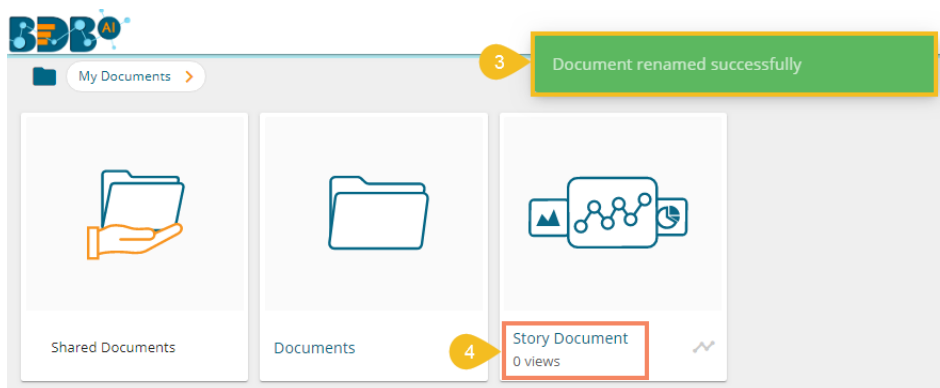 BDB AI
My Documents
3
Document renamed successfully
Shared Documents
Documents
4
Story Document
0 views